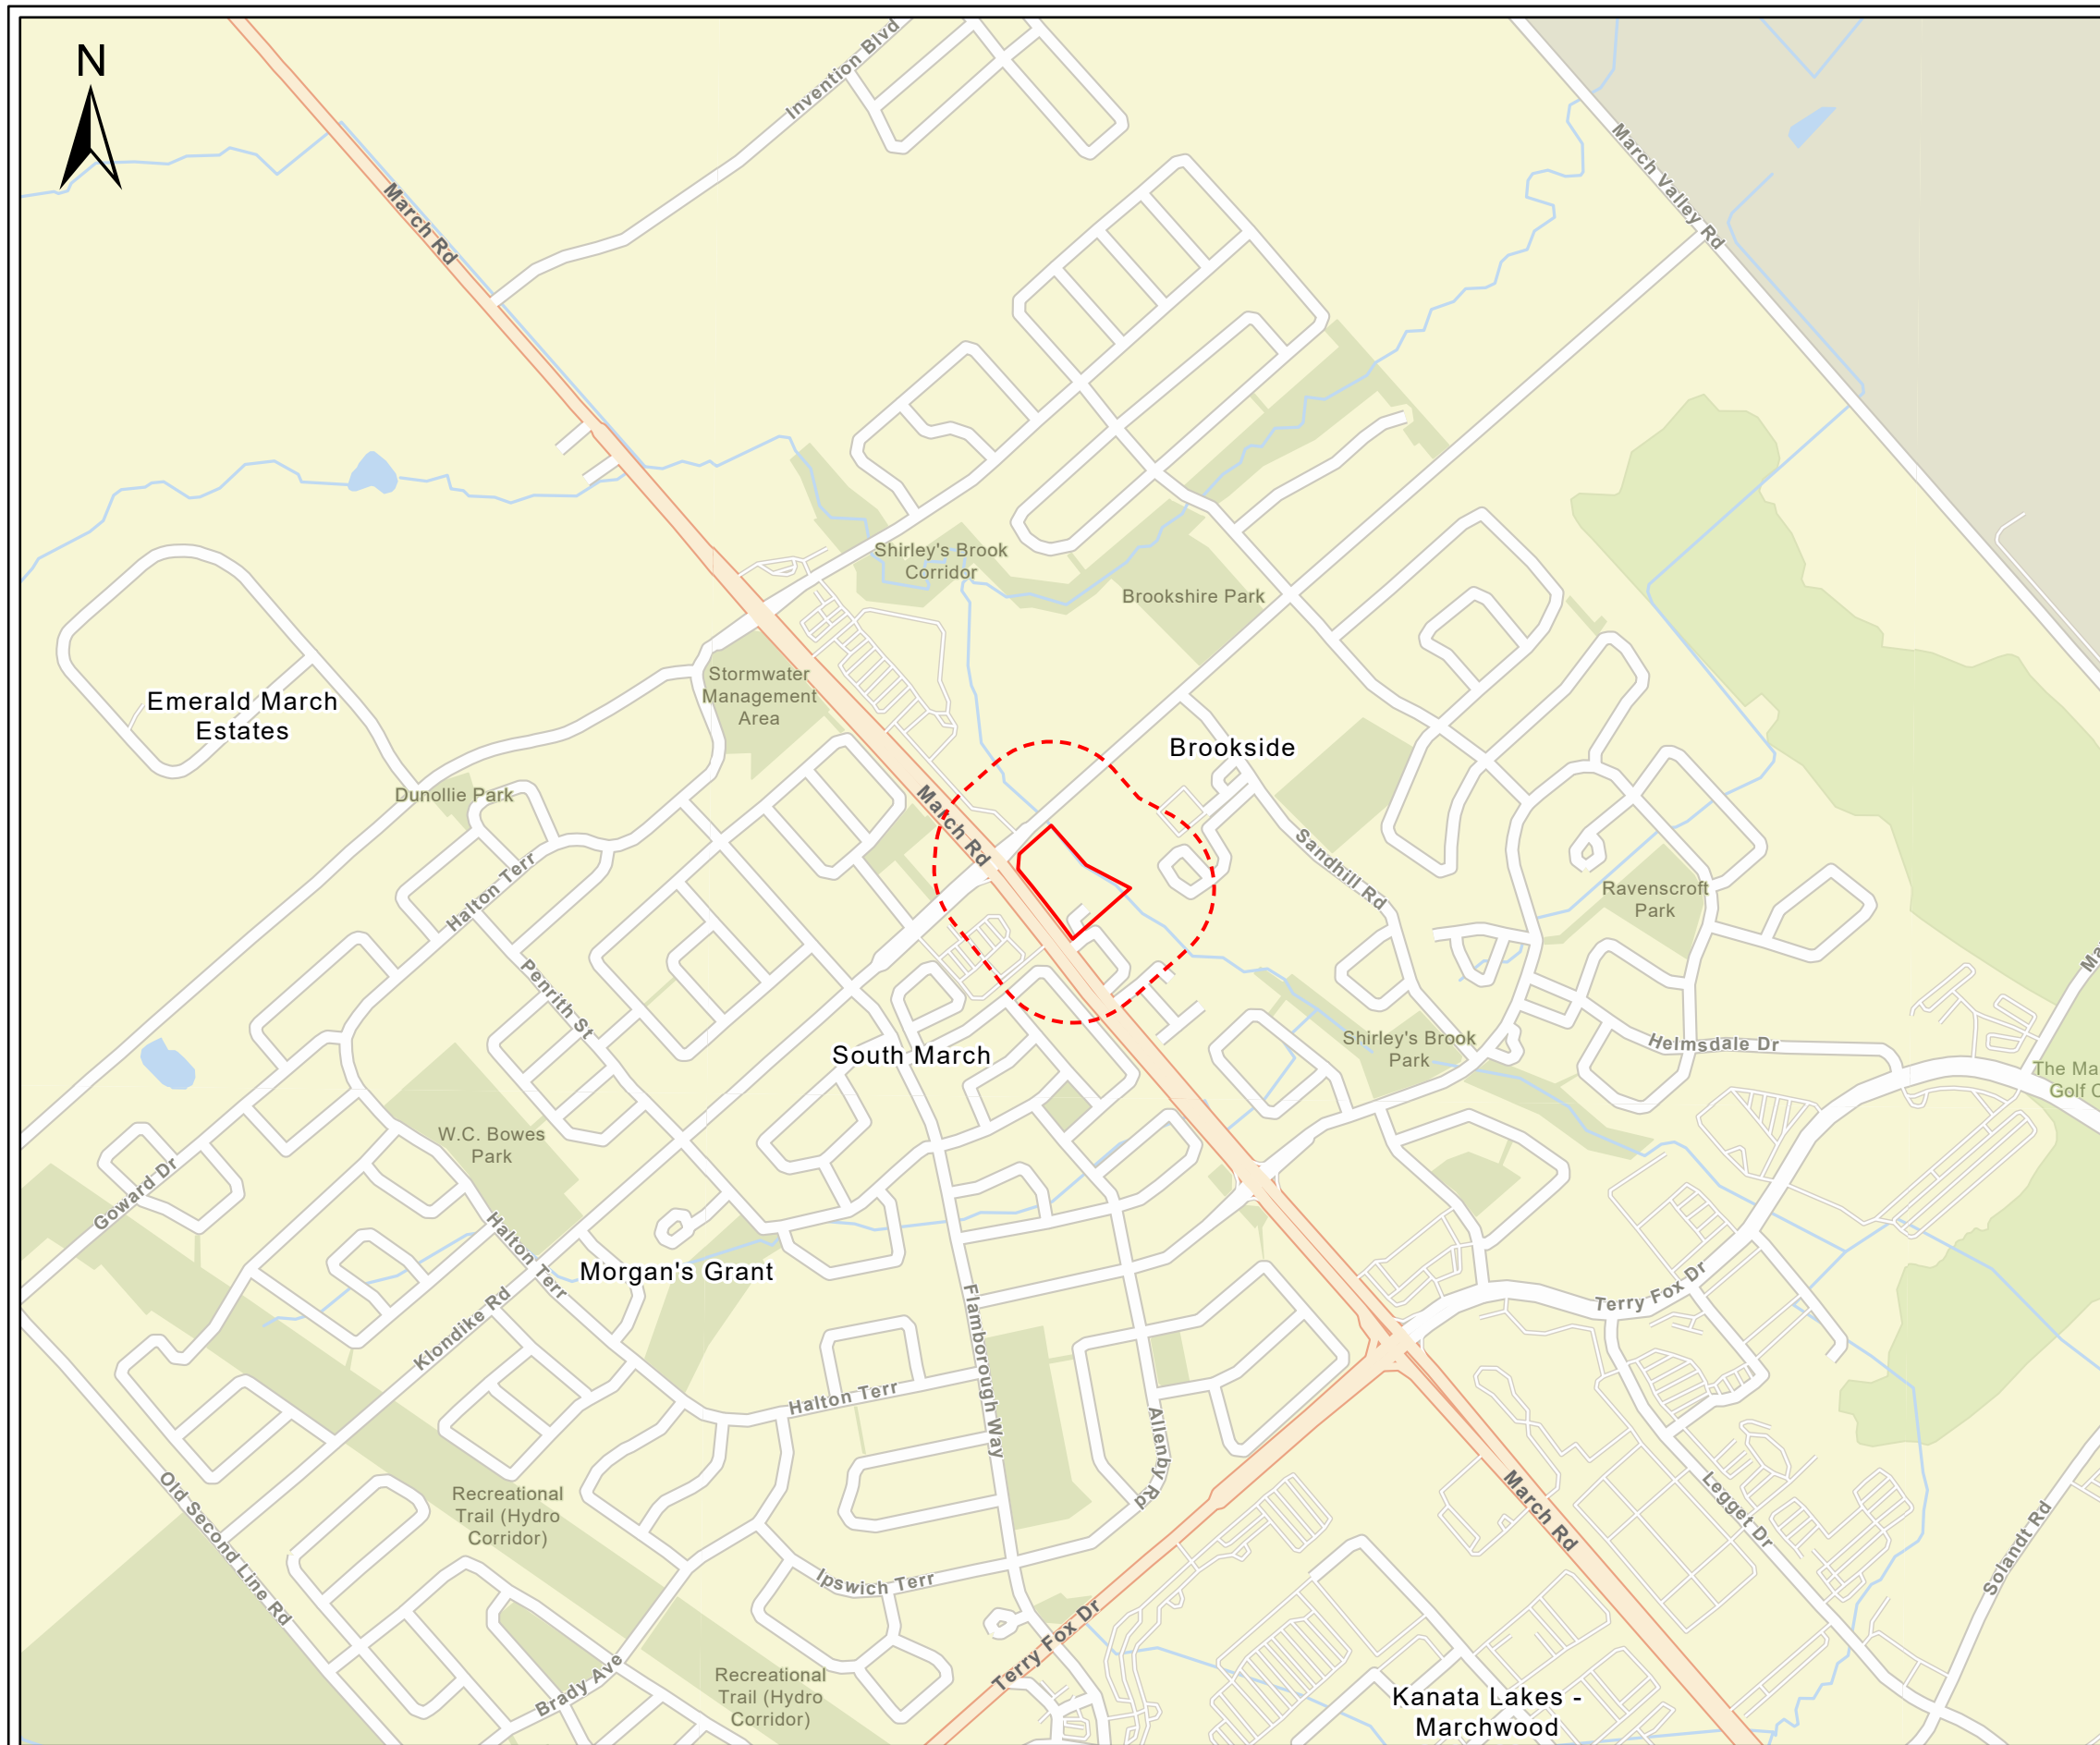 N
Invention Blvd
March Valley Rd
March Rd
Shirley's Brook
Corridor
Brookshire Park
Stormwater
Management
Area
Emerald March
Estates
Brookside
Dunollie Park
March Rd
Sandhill Rd
Halton Terr
Ravenscroft
Park
Penrith St
South March
Shirley's Brook
Park
Helmsdale Dr
The Ma
Golf C
Ma
W.C. Bowes
Park
Goward Dr
Halton Terr
Morgan's Grant
Klondike Rd
Flamborough Way
Terry Fox Dr
Halton Terr
Allenby Rd
Old Second Line Rd
Recreational
Trail (Hydro
Corridor)
March Rd
Legget Dr
Solandt Rd
Ipswich Terr
Terry Fox Dr
Brady Ave
Recreational
Trail (Hydro
Corridor)
Kanata Lakes -
Marchwood